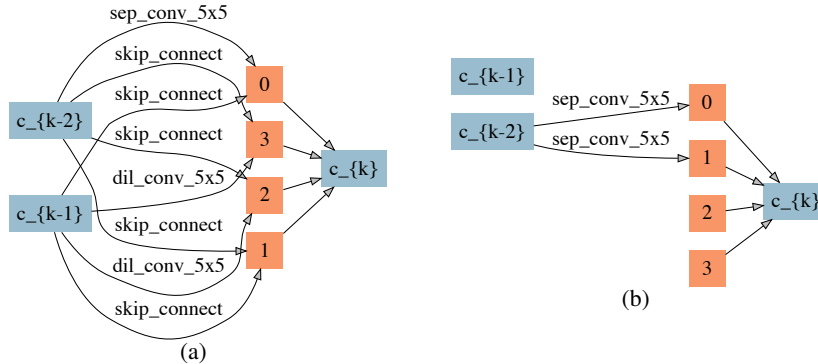 sep_conv_5x5
skip_connect
0
skip_connect
c_{k-2}
skip_connect
3
c_{k}
dil_conv_5x5
2
c_{k-1}
skip_connect
1
dil_conv_5x5
skip_connect
(a)
c_{k-1}
sep_conv_5x5
0
c_{k-2}
sep_conv_5x5
1
c_{k}
2
3
(b)